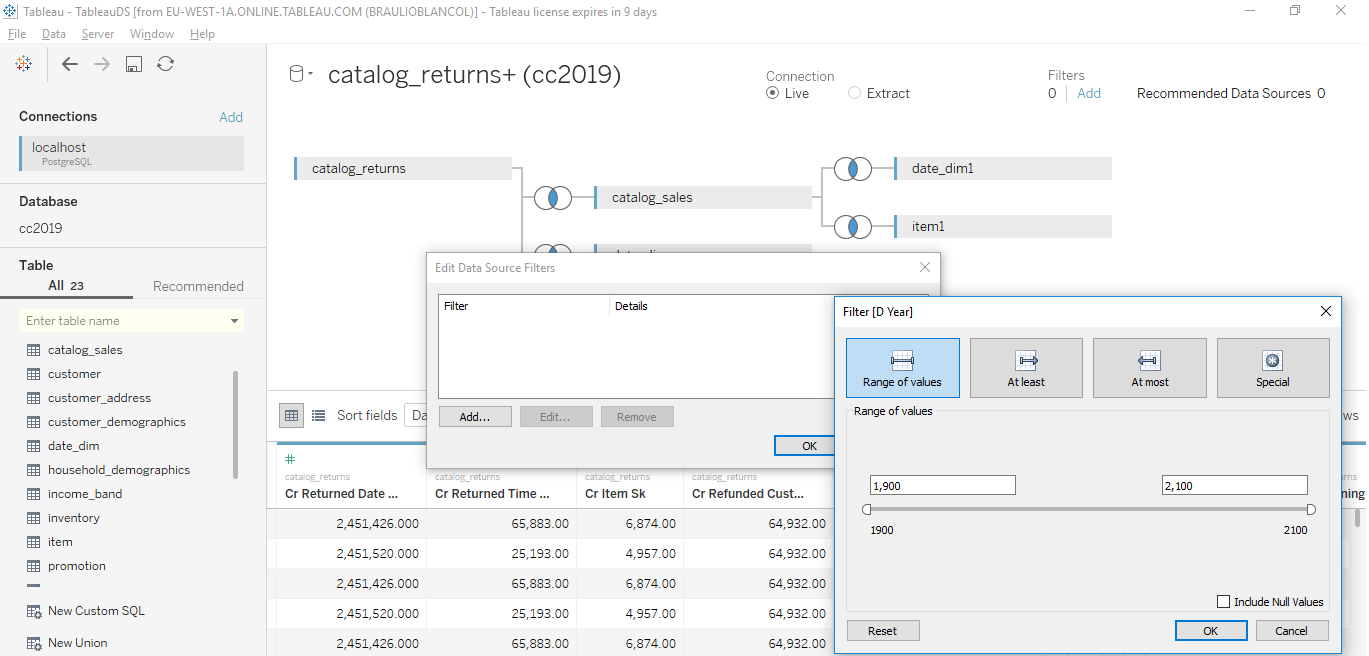 Tableau - TableauDS [from EU-WEST-1A.ONLINE.TABLEAU.COM (BRAULIOBLANCOL)] - Tableau license expires in 9 days
File Data Server Window Help
catalog_returns+ (cc2019)
Connection
Live Extract
Filters
0 Add
Recommended Data Sources 0
Connections Add
localhost
PostgreSQL
Database
cc2019
Table
All 23 Recommended
Enter table name
catalog_sales
customer
customer_address
customer_demographics
date_dim
household_demographics
income_band
inventory
item
promotion
New Custom SQL
New Union
catalog_returns
catalog_sales
date_dim1
item1
Edit Data Source Filters
Filter Details
Add... Edit... Remove
OK
Filter [D Year]
Range of values At least At most Special
Range of values
1,900 2,100
1900 2100
Include Null Values
Reset OK Cancel
Sort fields Da
ws
#
catalog_returns catalog_returns catalog_returns catalog_returns rns
Cr Returned Date ... Cr Returned Time ... Cr Item Sk Cr Refunded Cust... ning
2,451,426.000 65,883.00 6,874.00 64,932.00
2,451,520.000 25,193.00 4,957.00 64,932.00
2,451,426.000 65,883.00 6,874.00 64,932.00
2,451,520.000 25,193.00 4,957.00 64,932.00
2,451,426.000 65,883.00 6,874.00 64,932.00